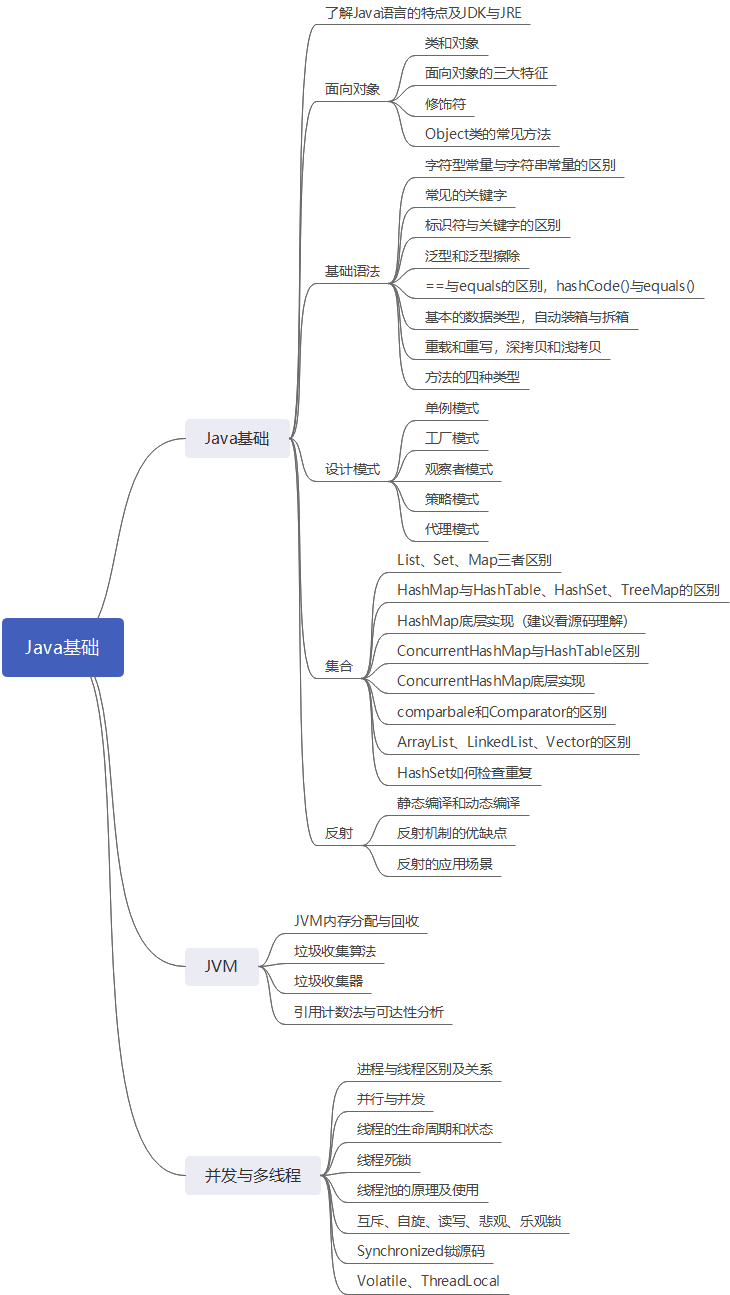 了解Java语言的特点及JDK与JRE
类和对象
面向对象的三大特征
面向对象
修饰符
Object类的常见方法
字符型常量与字符串常量的区别
常见的关键字
标识符与关键字的区别
泛型和泛型擦除
基础语法
==与equals的区别，hashCode()与equals()
基本的数据类型，自动装箱与拆箱
重载和重写，深拷贝和浅拷贝
方法的四种类型
单例模式
Java基础
工厂模式
设计模式
观察者模式
策略模式
代理模式
List、Set、Map三者区别
HashMap与HashTable、HashSet、TreeMap的区别
HashMap底层实现（建议看源码理解）
Java基础
ConcurrentHashMap与HashTable区别
集合
ConcurrentHashMap底层实现
comparbale和Comparator的区别
ArrayList、LinkedList、Vector的区别
HashSet如何检查重复
静态编译和动态编译
反射
反射机制的优缺点
反射的应用场景
JVM内存分配与回收
垃圾收集算法
JVM
垃圾收集器
引用计数法与可达性分析
进程与线程区别及关系
并行与并发
线程的生命周期和状态
线程死锁
并发与多线程
线程池的原理及使用
互斥、自旋、读写、悲观、乐观锁
Synchronized锁源码
Volatile、ThreadLocal